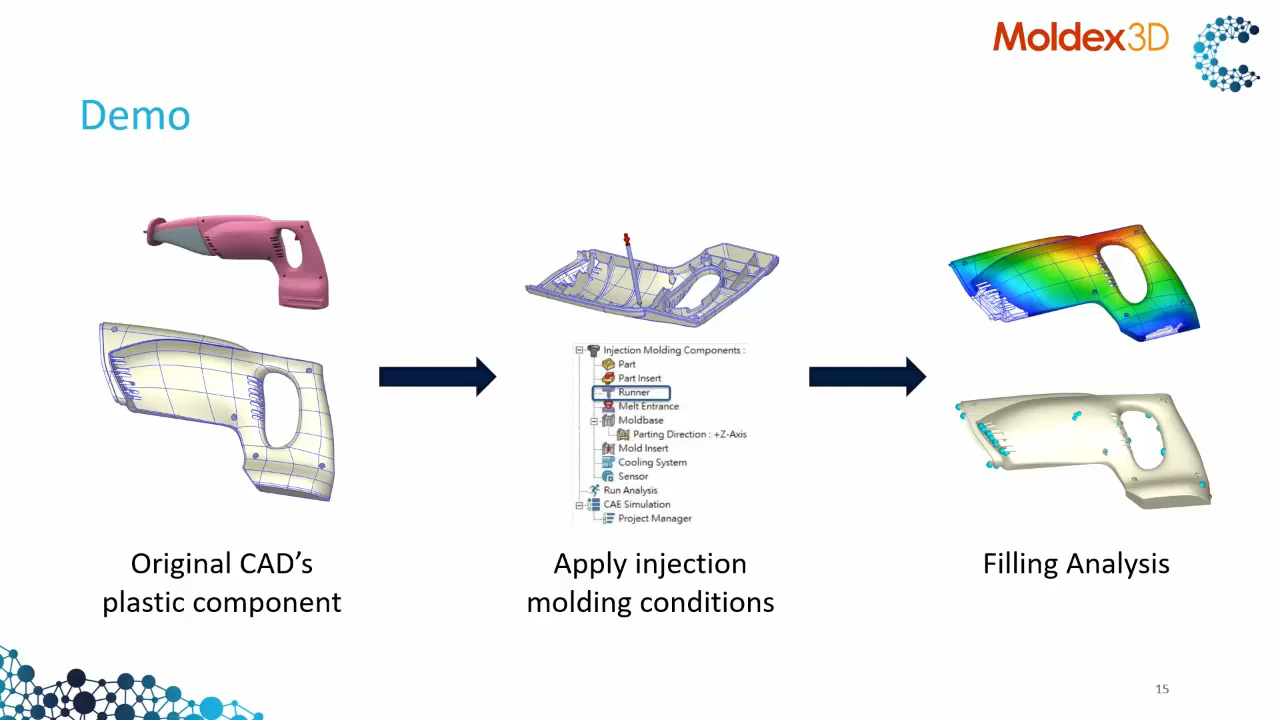 Moldex3D
Demo
Injection Molding Components :
Part
Part Insert
Runner
Melt Entrance
Moldbase
Parting Direction : +Z-Axis
Mold Insert
Cooling System
Sensor
Run Analysis
CAE Simulation
Project Manager
Original CAD’s
plastic component
Apply injection
molding conditions
Filling Analysis
15